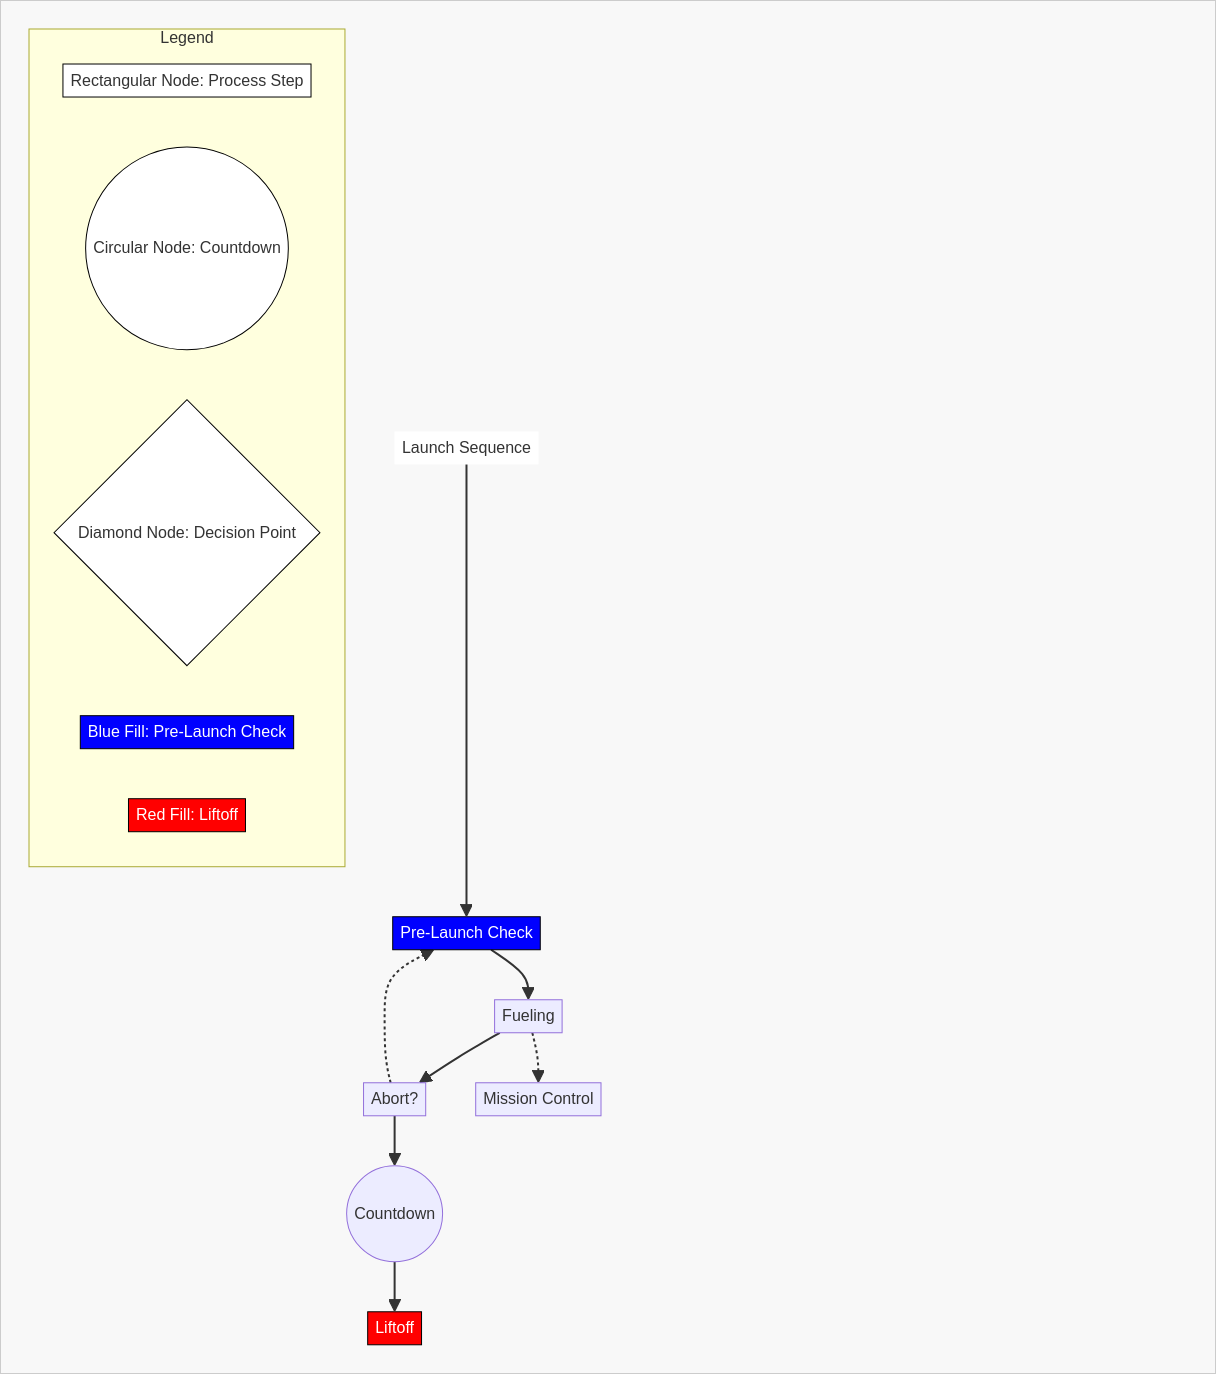 Legend
Rectangular Node: Process Step
Circular Node: Countdown
Diamond Node: Decision Point
Blue Fill: Pre-Launch Check
Red Fill: Liftoff
Launch Sequence
Pre-Launch Check
Fueling
Abort?
Mission Control
Countdown
Liftoff